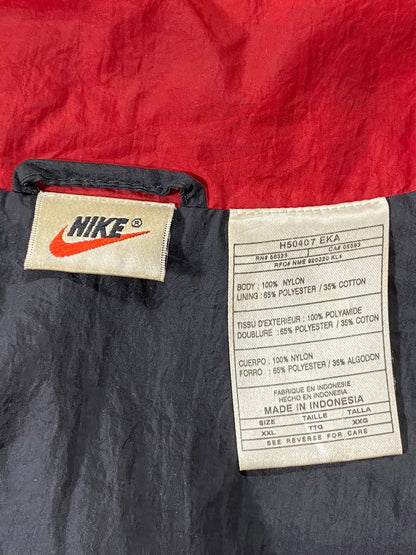 NIKE®
H50407 EKA
RN# 56323 CA# 05553
RFC# NME 920220 KL4
BODY : 100% NYLON
LINING : 65% POLYESTER / 35% COTTON
TISSU D'EXTERIEUR : 100% POLYAMIDE
DOUBLURE : 65% POLYESTER / 35% COTTON
CUERPO : 100% NYLON
FORRO : 65% POLYESTER / 35% ALGODON
FABRIQUE EN INDONESIE
HECHO EN INDONESIA
MADE IN INDONESIA
SIZE TAILLE TALLA
XXL TTG XXG
SEE REVERSE FOR CARE